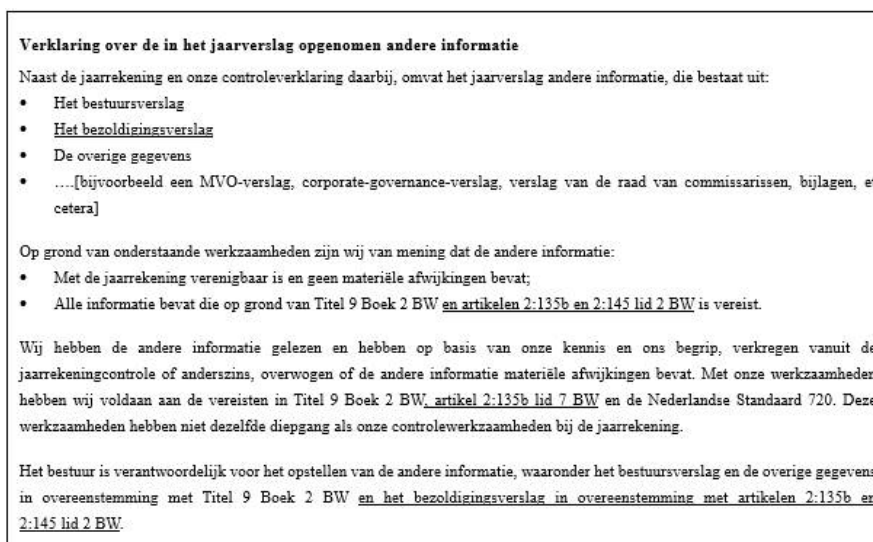 Verklaring over de in het jaarverslag opgenomen andere informatie
Naast de jaarrekening en onze controleverklaring daarbij, omvat het jaarverslag andere informatie, die bestaat uit:
• Het bestuursverslag
• Het bezoldigingsverslag
• De overige gegevens
• ….[bijvoorbeeld een MVO-verslag, corporate-governance-verslag, verslag van de raad van commissarissen, bijlagen,
cetera]
Op grond van onderstaande werkzaamheden zijn wij van mening dat de andere informatie:
• Met de jaarrekening verenigbaar is en geen materiële afwijkingen bevat;
• Alle informatie bevat die op grond van Titel 9 Boek 2 BW en artikelen 2:135b en 2:145 lid 2 BW is vereist.
Wij hebben de andere informatie gelezen en hebben op basis van onze kennis en ons begrip, verkregen vanuit de
jaarrekeningcontrole of anderszins, overwogen of de andere informatie materiële afwijkingen bevat. Met onze werkzaamheden
hebben wij voldaan aan de vereisten in Titel 9 Boek 2 BW, artikel 2:135b lid 7 BW en de Nederlandse Standaard 720. Deze
werkzaamheden hebben niet dezelfde diepgang als onze controlewerkzaamheden bij de jaarrekening.
Het bestuur is verantwoordelijk voor het opstellen van de andere informatie, waaronder het bestuursverslag en de overige gegevens
in overeenstemming met Titel 9 Boek 2 BW en het bezoldigingsverslag in overeenstemming met artikelen 2:135b en
2:145 lid 2 BW.